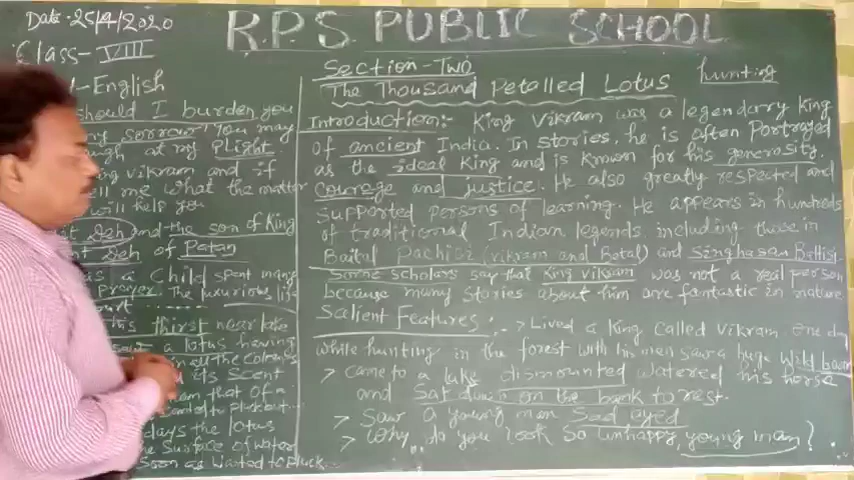 Date: 25/4/2020
R.P.S. PUBLIC SCHOOL
Class-VIII
English
should I burden you
sorrow? You may
at my Plight
king vikram and if
me what the matter
will help you
and the son of King
of Patan
as a Child spent many
Prayer. The luxurious life
this thirst near lake
saw a lotus having
in all the Colours
its Scent
days the lotus
Surface of water
Soon as wanted to Pluck...
Section-Two
hunting
The Thousand Petalled Lotus
Introduction:- King Vikram was a legendary king
of ancient India. In stories, he is often Portrayed
as the ideal King and is known for his generosity,
Courage and justice. He also greatly respected and
Supported persons of learning. He appears in hundreds
of traditional Indian legends including those in
Baital Pachisi (vikram and Betal) and Singhasan Battisi
Some scholars say that King vikram was not a real person
because many Stories about him are fantastic in nature
Salient Features:- > Lived a King called Vikram one day
while hunting in the forest with his men saw a huge wild boar
> Came to a lake dismounted watered his horse
and Sat down on the bank to rest.
> Saw a young man Sad eyed
> Why do you look So unhappy, young man?